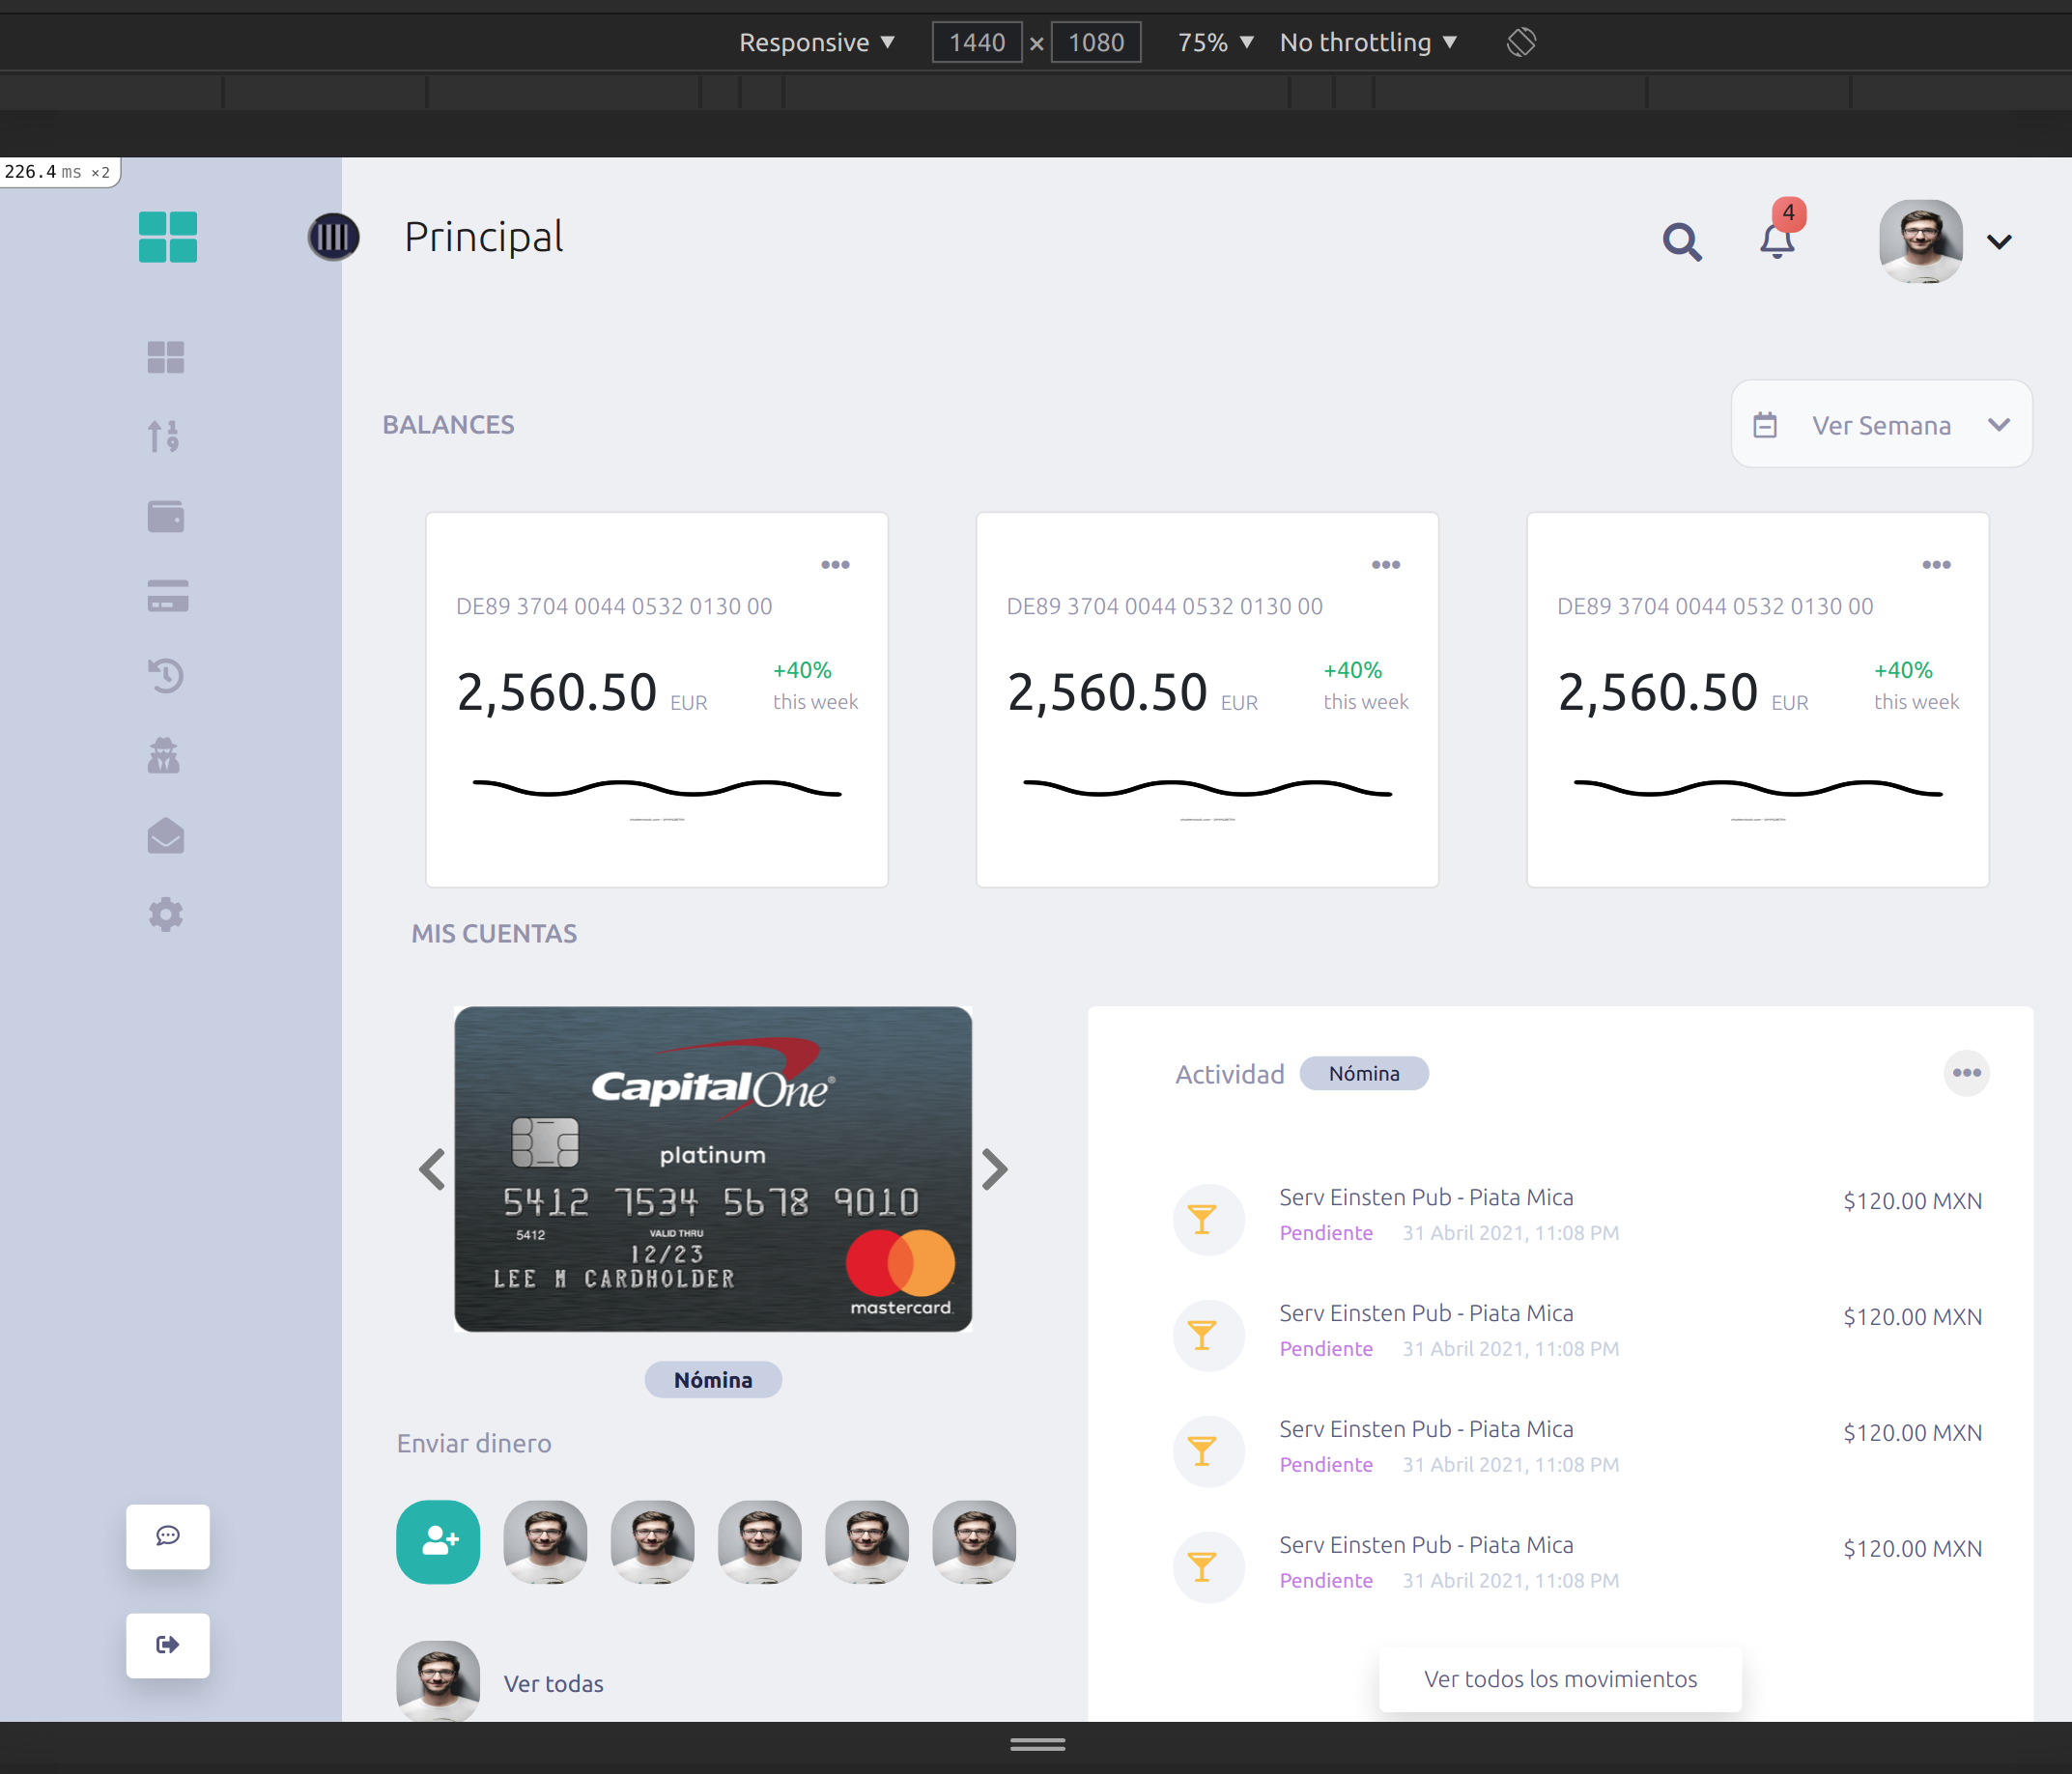 Responsive 1440 × 1080 75% No throttling
226.4 ms ×2
Principal
4
BALANCES
Ver Semana
DE89 3704 0044 0532 0130 00
2,560.50 EUR
+40%
this week
DE89 3704 0044 0532 0130 00
2,560.50 EUR
+40%
this week
DE89 3704 0044 0532 0130 00
2,560.50 EUR
+40%
this week
MIS CUENTAS
CapitalOne®
platinum
5412 7534 5678 9010
5412
VALID THRU
12/23
LEE M CARDHOLDER
mastercard.
Nómina
Enviar dinero
Ver todas
Actividad Nómina
Serv Einsten Pub - Piata Mica
$120.00 MXN
Pendiente 31 Abril 2021, 11:08 PM
Serv Einsten Pub - Piata Mica
$120.00 MXN
Pendiente 31 Abril 2021, 11:08 PM
Serv Einsten Pub - Piata Mica
$120.00 MXN
Pendiente 31 Abril 2021, 11:08 PM
Serv Einsten Pub - Piata Mica
$120.00 MXN
Pendiente 31 Abril 2021, 11:08 PM
Ver todos los movimientos